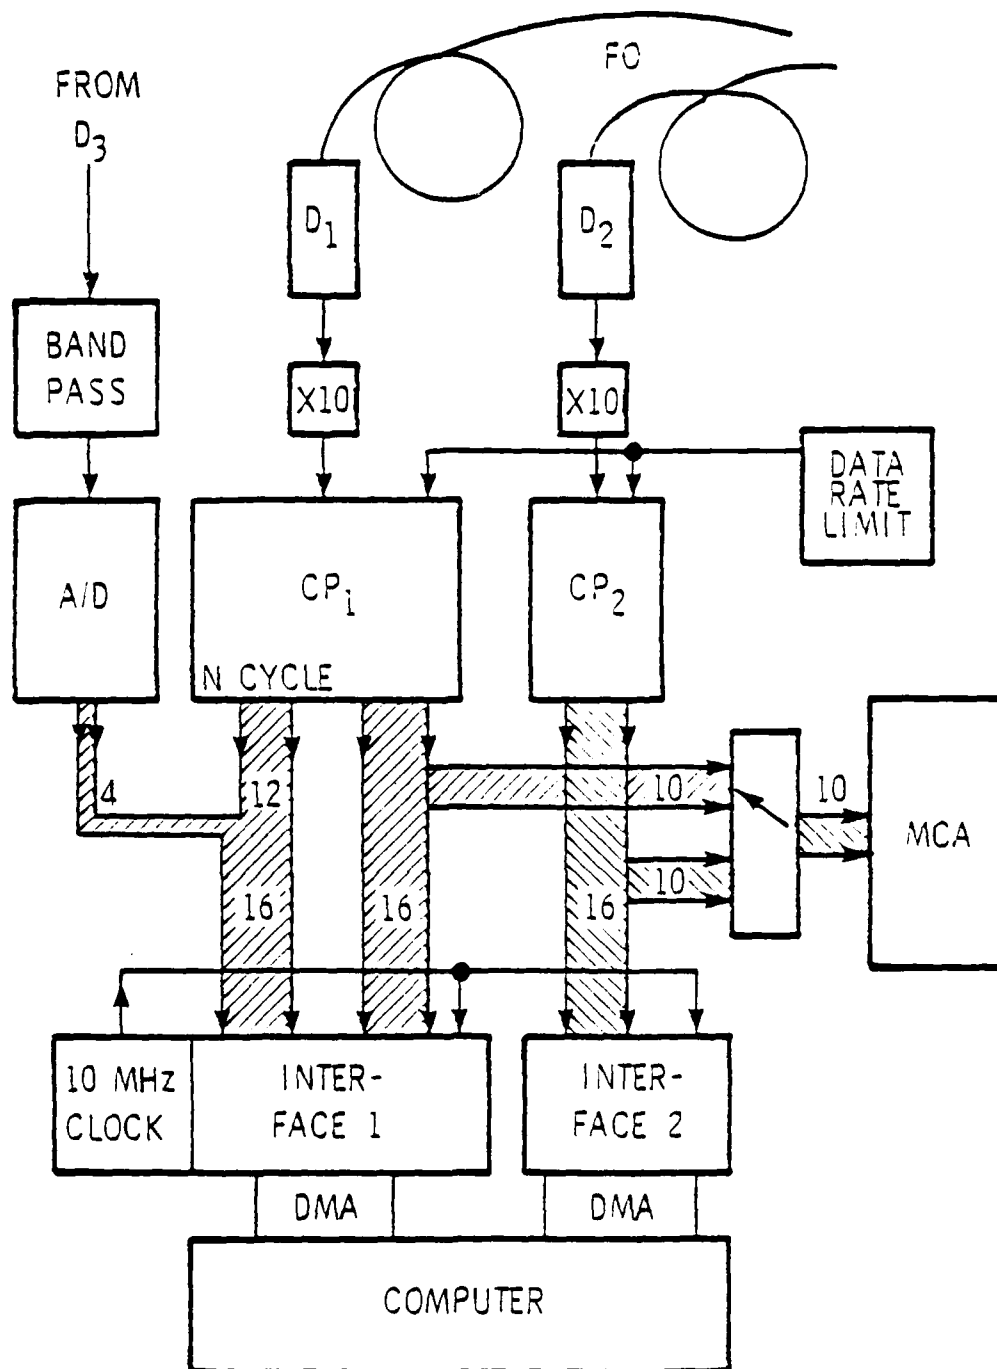 FO
FROM
D3
D1
D2
BAND
PASS
X10
X10
DATA
RATE
LIMIT
A/D
CP1
CP2
N CYCLE
4
12
10
10
10
MCA
16
16
16
10 MHz
CLOCK
INTER-
FACE 1
INTER-
FACE 2
DMA
DMA
COMPUTER